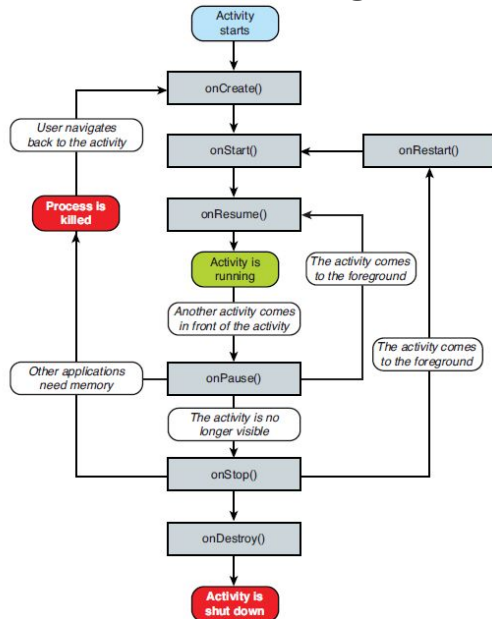 Activity
starts
onCreate()
User navigates
back to the activity
onStart()
onRestart()
Process is
killed
onResume()
Activity is
running
The activity comes
to the foreground
Another activity comes
in front of the activity
The activity comes
to the foreground
Other applications
need memory
onPause()
The activity is no
longer visible
onStop()
onDestroy()
Activity is
shut down